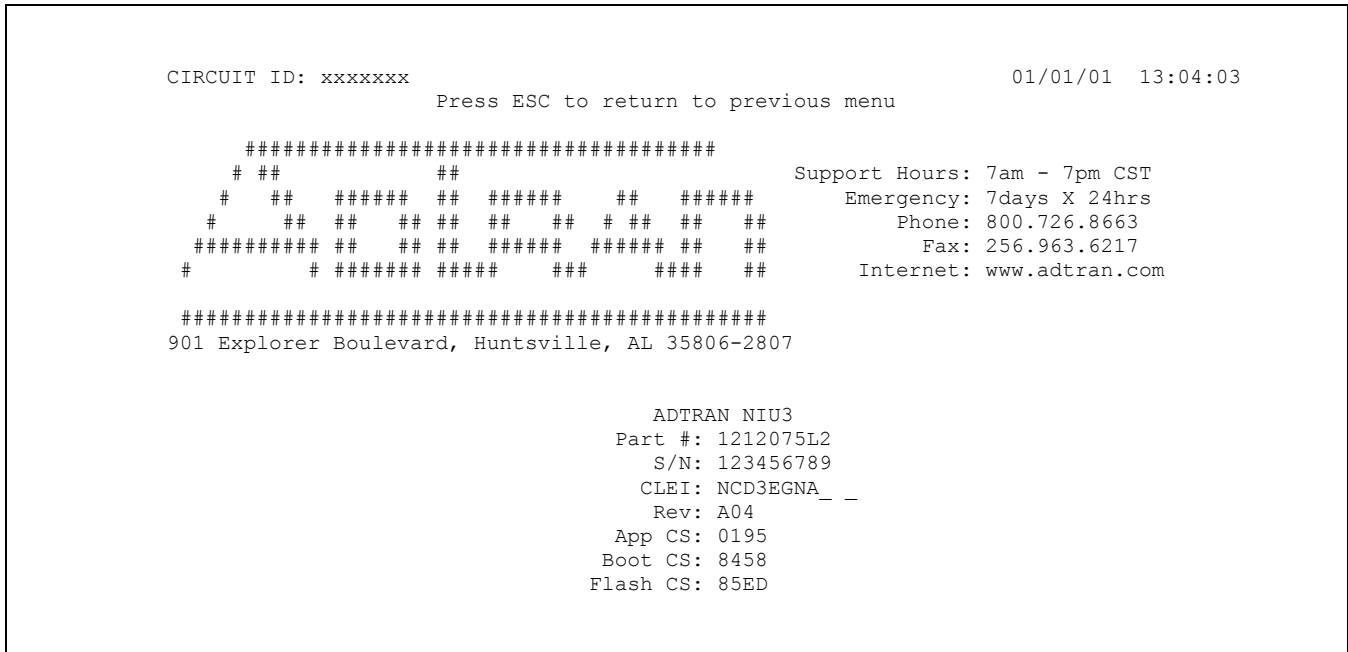 CIRCUIT ID: xxxxxxx 01/01/01 13:04:03
Press ESC to return to previous menu
#####################################
# ## ## Support Hours: 7am - 7pm CST
# ## ###### ## ###### ## ###### Emergency: 7days X 24hrs
# ## ## ## ## ## ## # ## ## ## Phone: 800.726.8663
########## ## ## ## ###### ###### ## ## Fax: 256.963.6217
# # ####### ##### ### #### ## Internet: www.adtran.com
##############################################
901 Explorer Boulevard, Huntsville, AL 35806-2807
ADTRAN NIU3
Part #: 1212075L2
S/N: 123456789
CLEI: NCD3EGNA_ _
Rev: A04
App CS: 0195
Boot CS: 8458
Flash CS: 85ED